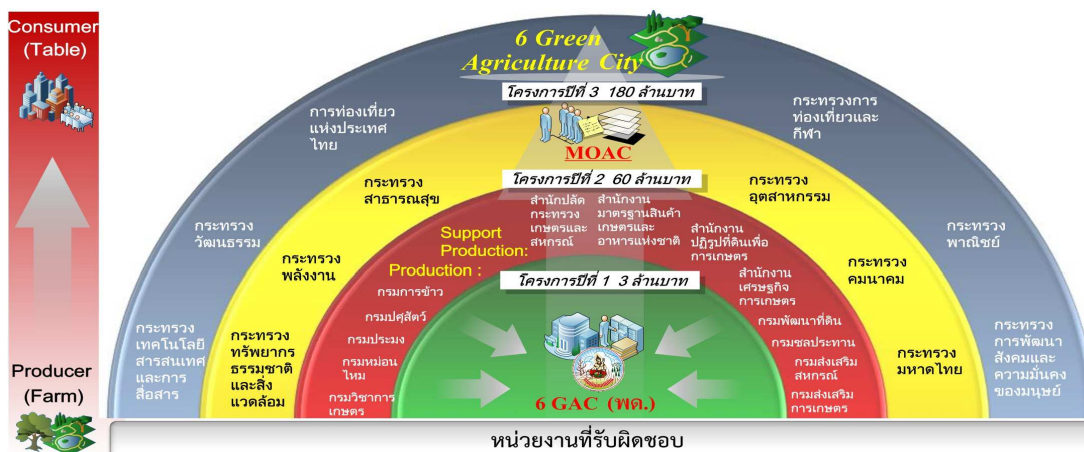 Consumer
(Table)
Producer
(Farm)
6 Green
Agriculture City
โครงการปีที่ 3 180 ล้านบาท
การท่องเที่ยว
แห่งประเทศ
ไทย
กระทรวงการ
ท่องเที่ยวและ
กีฬา
กระทรวง
วัฒนธรรม
กระทรวง
พาณิชย์
กระทรวง
เทคโนโลยี
สารสนเทศ
และการ
สื่อสาร
กระทรวง
การพัฒนา
สังคมและ
ความมั่นคง
ของมนุษย์
MOAC
โครงการปีที่ 2 60 ล้านบาท
กระทรวง
สาธารณสุข
กระทรวง
อุตสาหกรรม
กระทรวง
พลังงาน
กระทรวง
คมนาคม
กระทรวง
ทรัพยากร
ธรรมชาติ
และสิ่ง
แวดล้อม
กระทรวง
มหาดไทย
Support
Production:
Production :
สำนักปลัด
กระทรวง
เกษตรและ
สหกรณ์
สำนักงาน
มาตรฐานสินค้า
เกษตรและ
อาหารแห่งชาติ
สำนักงาน
ปฏิรูปที่ดินเพื่อ
การเกษตร
สำนักงาน
เศรษฐกิจ
การเกษตร
กรมการข้าว
กรมปศุสัตว์
กรมประมง
กรมหม่อน
ไหม
กรมวิชาการ
เกษตร
กรมพัฒนาที่ดิน
กรมชลประทาน
กรมส่งเสริม
สหกรณ์
กรมส่งเสริม
การเกษตร
โครงการปีที่ 1 3 ล้านบาท
6 GAC (พด.)
หน่วยงานที่รับผิดชอบ